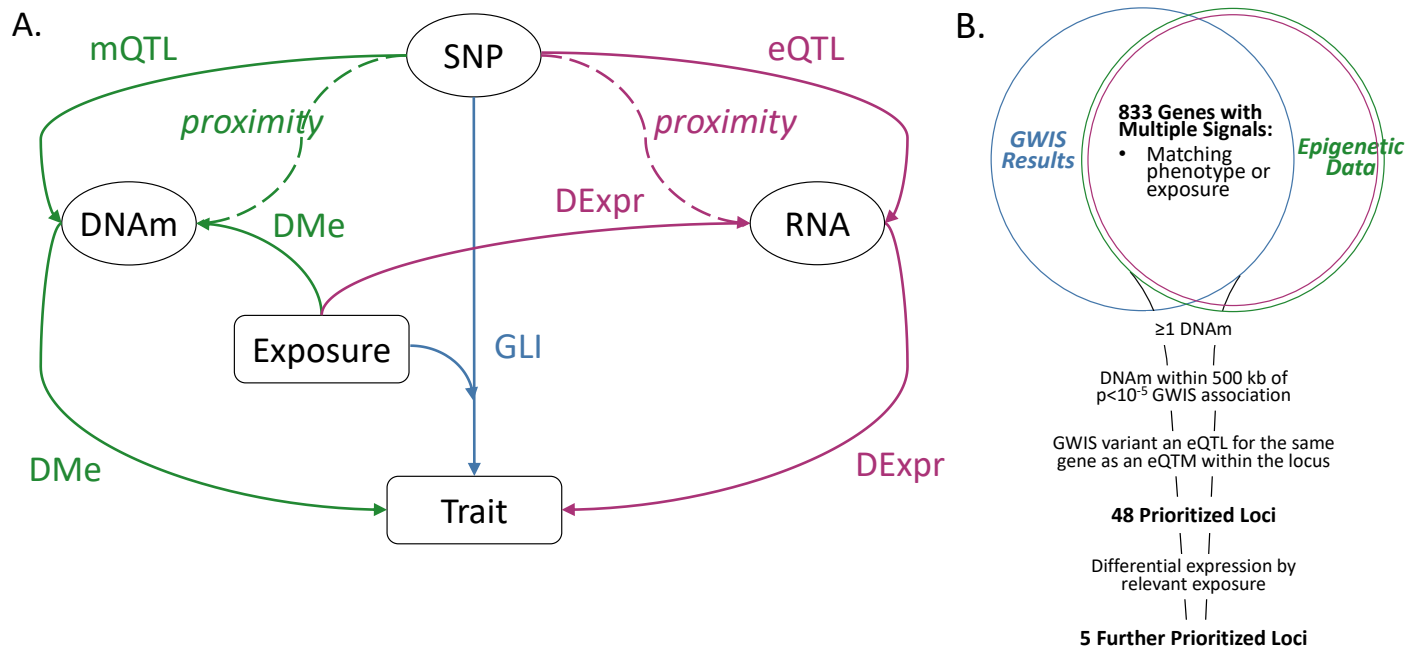 A.
mQTL
SNP
eQTL
proximity
proximity
DNAm
DMe
DExpr
RNA
Exposure
GLI
DMe
DExpr
Trait
B.
833 Genes with
Multiple Signals:
• Matching
phenotype or
exposure
GWIS
Results
Epigenetic
Data
≥1 DNAm
DNAm within 500 kb of
p<10⁻⁵ GWIS association
GWIS variant an eQTL for the same
gene as an eQTM within the locus
48 Prioritized Loci
Differential expression by
relevant exposure
5 Further Prioritized Loci